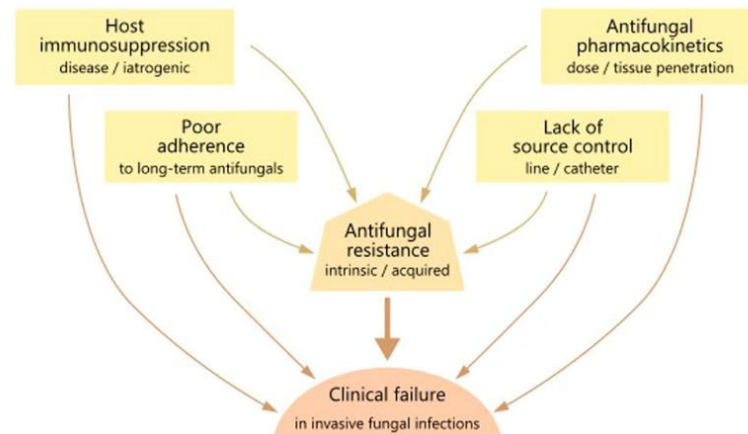 Host
immunosuppression
disease / iatrogenic
Antifungal
pharmacokinetics
dose / tissue penetration
Poor
adherence
to long-term antifungals
Lack of
source control
line / catheter
Antifungal
resistance
intrinsic / acquired
Clinical failure
in invasive fungal infections